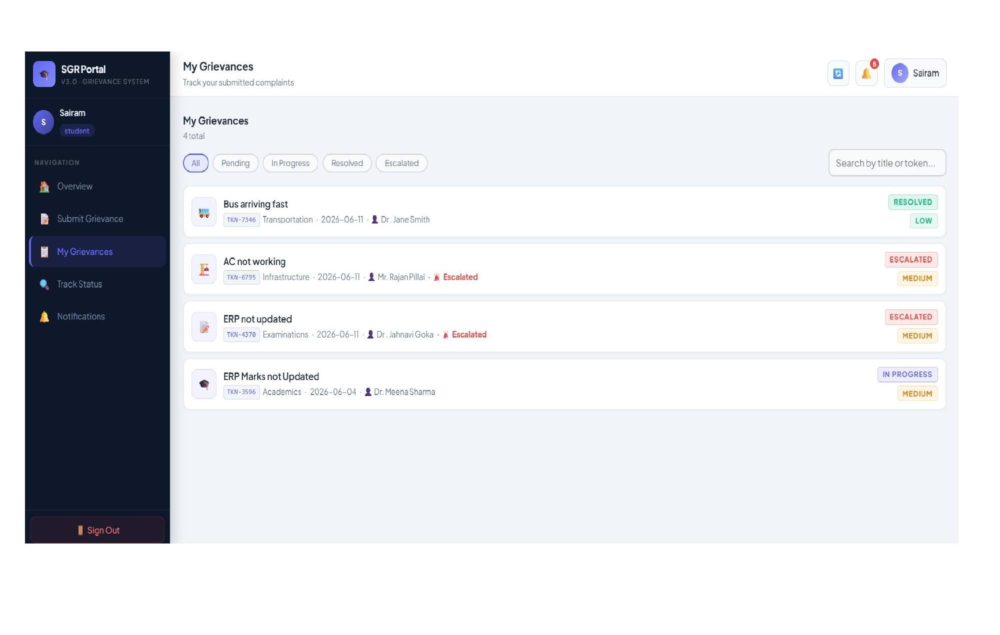 SGR Portal
V3.0 · GRIEVANCE SYSTEM
S
Sairam
student
NAVIGATION
Overview
Submit Grievance
My Grievances
Track Status
Notifications
Sign Out
My Grievances
Track your submitted complaints
5
S
Sairam
My Grievances
4 total
All
Pending
In Progress
Resolved
Escalated
Search by title or token...
Bus arriving fast
TKN-7346 Transportation · 2026-06-11 · Dr . Jane Smith
RESOLVED
LOW
AC not working
TKN-6795 Infrastructure · 2026-06-11 · Mr. Rajan Pillai · Escalated
ESCALATED
MEDIUM
ERP not updated
TKN-4370 Examinations · 2026-06-11 · Dr . Jahnavi Goka · Escalated
ESCALATED
MEDIUM
ERP Marks not Updated
TKN-3596 Academics · 2026-06-04 · Dr. Meena Sharma
IN PROGRESS
MEDIUM